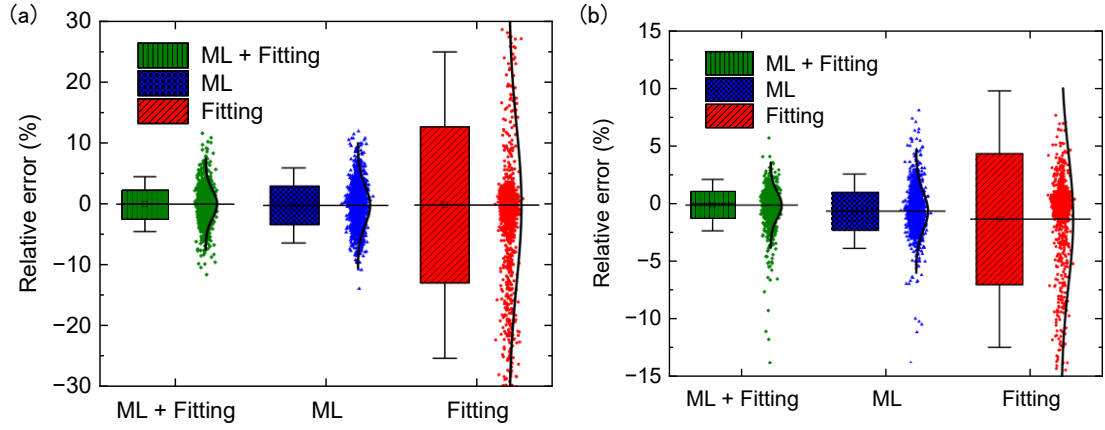 (a)
Relative error (%)
30
20
10
0
−10
−20
−30
ML + Fitting
ML
Fitting
ML + Fitting
ML
Fitting
(b)
Relative error (%)
15
10
5
0
−5
−10
−15
ML + Fitting
ML
Fitting
ML + Fitting
ML
Fitting